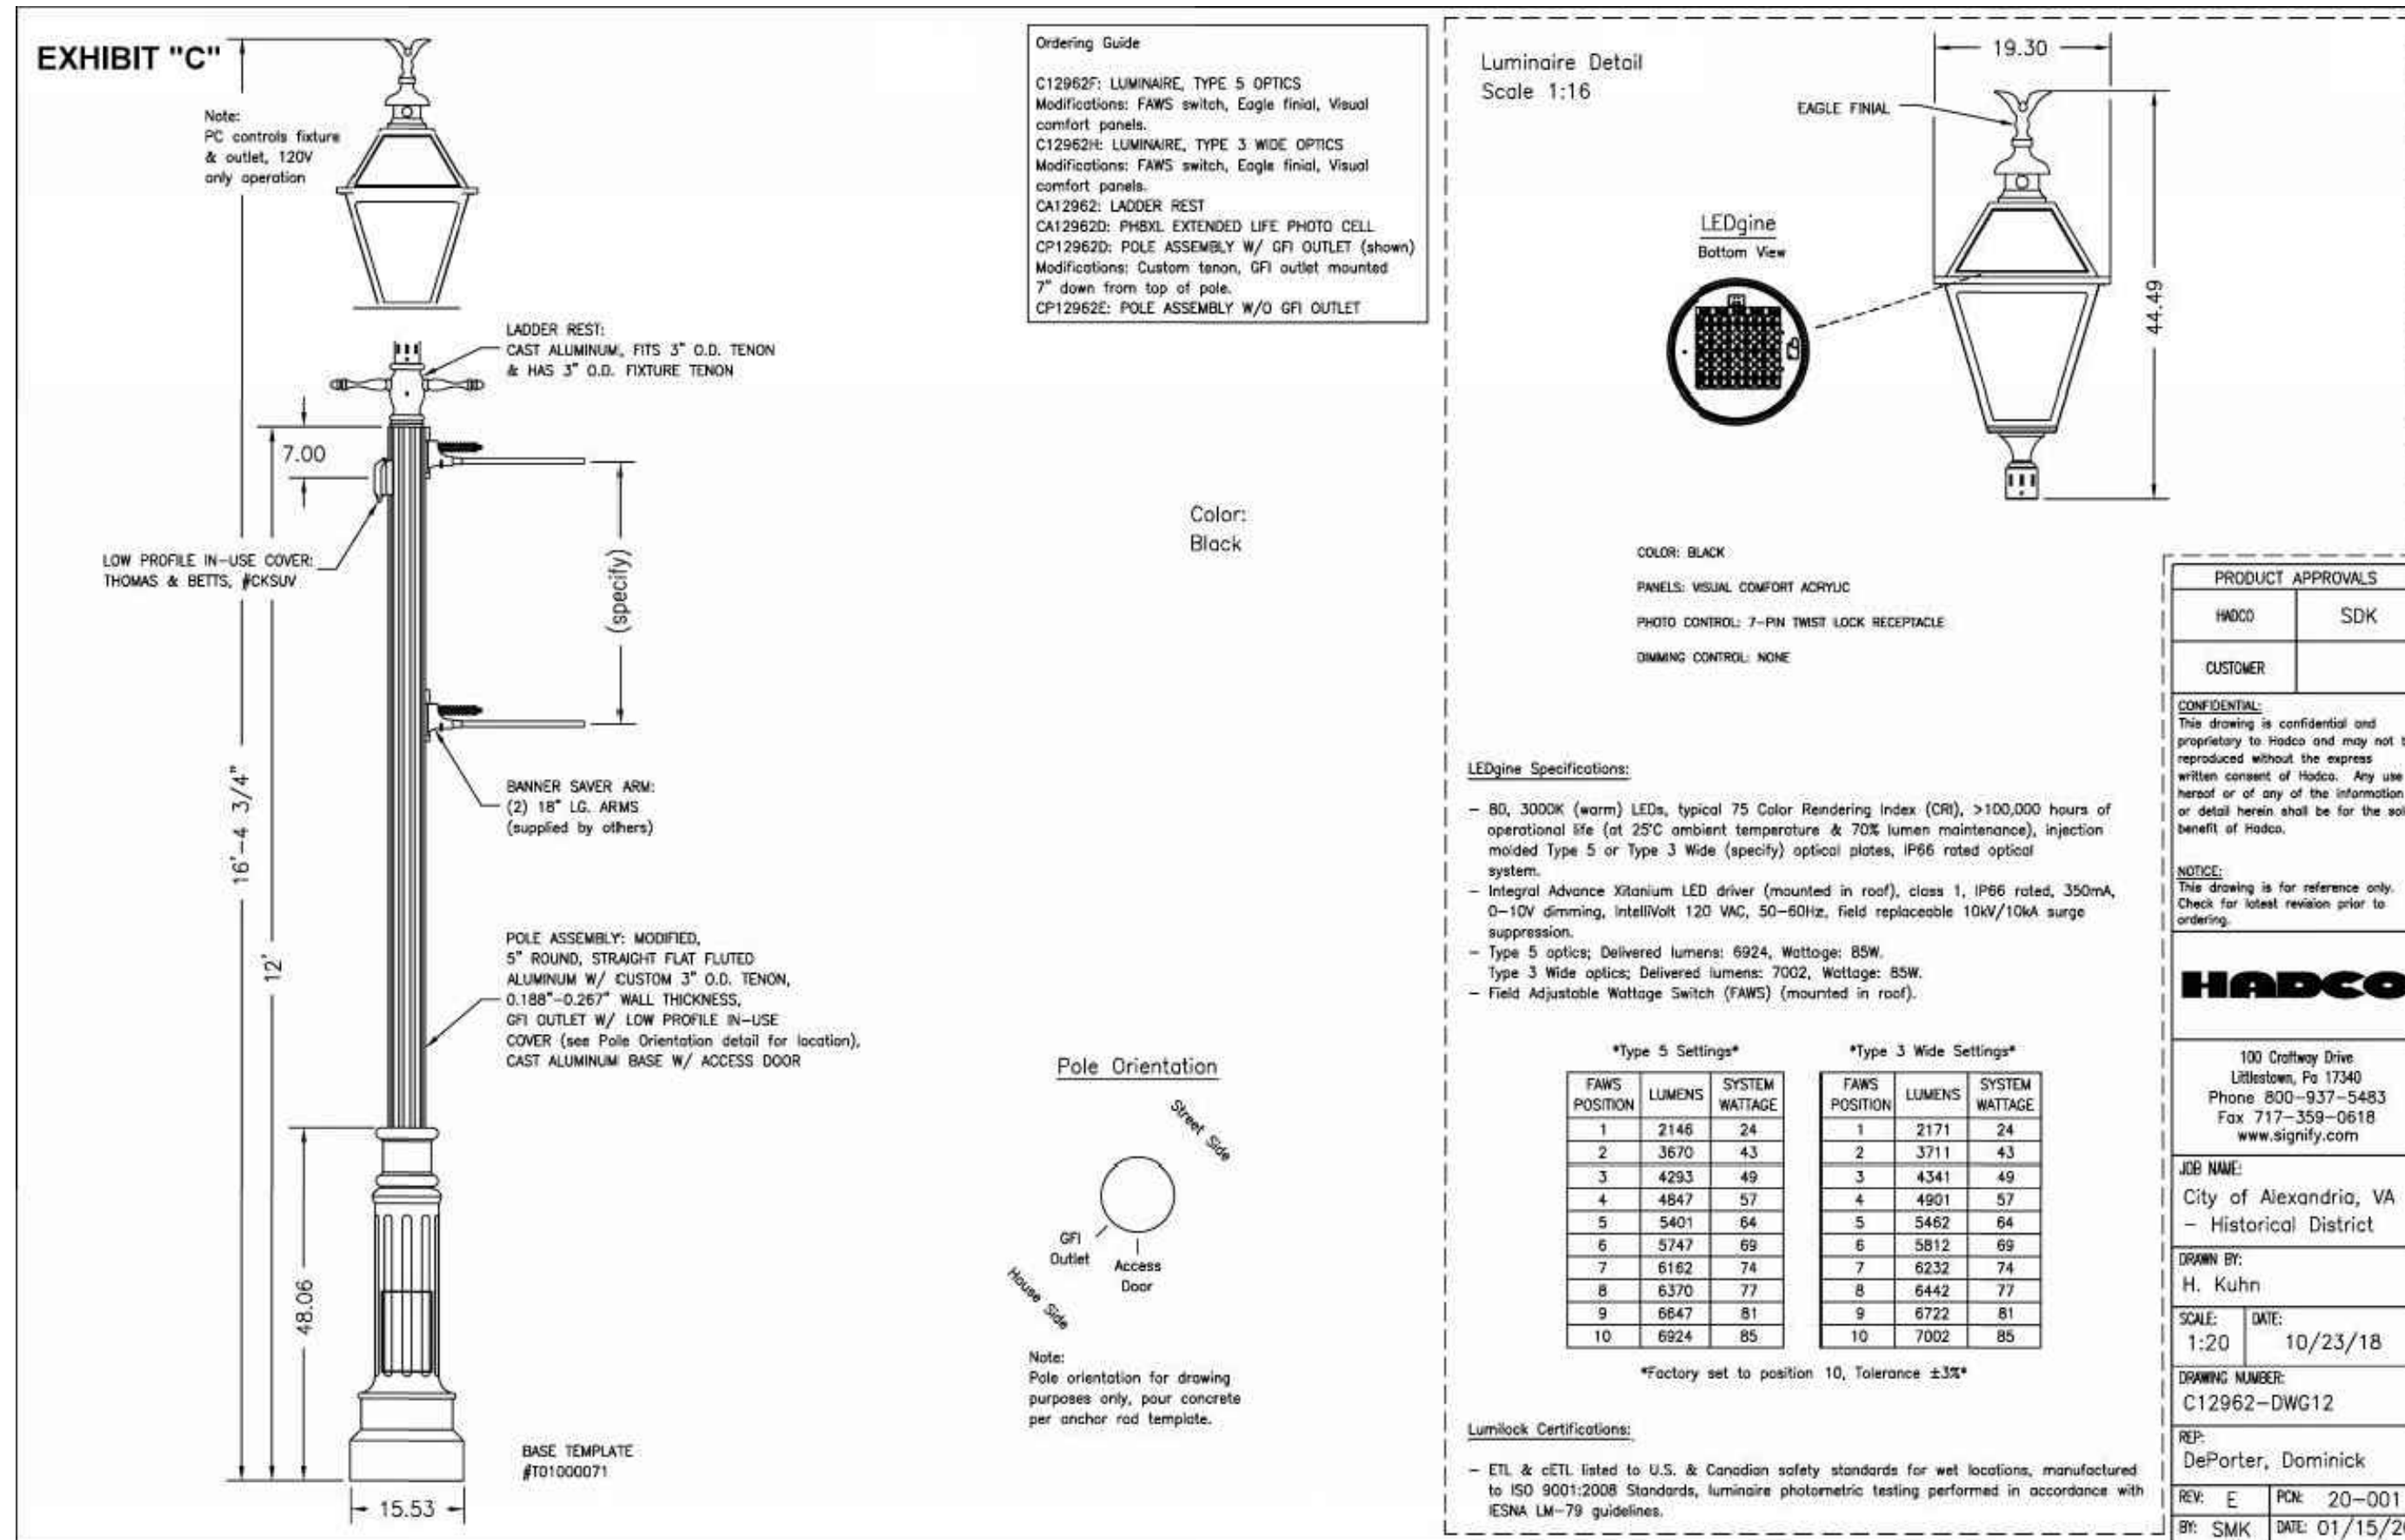 EXHIBIT "C"
Note:
PC controls fixture
& outlet, 120V
only operation
LADDER REST:
CAST ALUMINUM, FITS 3" O.D. TENON
& HAS 3" O.D. FIXTURE TENON
7.00
LOW PROFILE IN-USE COVER:
THOMAS & BETTS, #CKSUV
(specify)
16'-4 3/4"
12'
BANNER SAVER ARM:
(2) 18" LG. ARMS
(supplied by others)
POLE ASSEMBLY: MODIFIED,
5" ROUND, STRAIGHT FLAT FLUTED
ALUMINUM W/ CUSTOM 3" O.D. TENON,
0.188"-0.267" WALL THICKNESS,
GFI OUTLET W/ LOW PROFILE IN-USE
COVER (see Pole Orientation detail for location),
CAST ALUMINUM BASE W/ ACCESS DOOR
48.06
BASE TEMPLATE
#T01000071
15.53
Ordering Guide
C12962F: LUMINAIRE, TYPE 5 OPTICS
Modifications: FAWS switch, Eagle finial, Visual
comfort panels.
C12962H: LUMINAIRE, TYPE 3 WIDE OPTICS
Modifications: FAWS switch, Eagle finial, Visual
comfort panels.
CA12962: LADDER REST
CA12962D: PH8XL EXTENDED LIFE PHOTO CELL
CP12962D: POLE ASSEMBLY W/ GFI OUTLET (shown)
Modifications: Custom tenon, GFI outlet mounted
7" down from top of pole.
CP12962E: POLE ASSEMBLY W/O GFI OUTLET
Color:
Black
Pole Orientation
Street Side
GFI
Outlet
Access
Door
House Side
Note:
Pole orientation for drawing
purposes only, pour concrete
per anchor rod template.
Luminaire Detail
Scale 1:16
19.30
EAGLE FINIAL
LEDgine
Bottom View
44.49
COLOR: BLACK
PANELS: VISUAL COMFORT ACRYLIC
PHOTO CONTROL: 7-PIN TWIST LOCK RECEPTACLE
DIMMING CONTROL: NONE
LEDgine Specifications:
- 80, 3000K (warm) LEDs, typical 75 Color Rendering Index (CRI), >100,000 hours of
operational life (at 25°C ambient temperature & 70% lumen maintenance), injection
molded Type 5 or Type 3 Wide (specify) optical plates, IP66 rated optical
system.
- Integral Advance Xitanium LED driver (mounted in roof), class 1, IP66 rated, 350mA,
0-10V dimming, IntelliVolt 120 VAC, 50-60Hz, field replaceable 10kV/10kA surge
suppression.
- Type 5 optics; Delivered lumens: 6924, Wattage: 85W.
Type 3 Wide optics; Delivered lumens: 7002, Wattage: 85W.
- Field Adjustable Wattage Switch (FAWS) (mounted in roof).
*Type 5 Settings*
FAWS POSITION LUMENS SYSTEM WATTAGE
1 2146 24
2 3670 43
3 4293 49
4 4847 57
5 5401 64
6 5747 69
7 6162 74
8 6370 77
9 6647 81
10 6924 85
*Type 3 Wide Settings*
FAWS POSITION LUMENS SYSTEM WATTAGE
1 2171 24
2 3711 43
3 4341 49
4 4901 57
5 5462 64
6 5812 69
7 6232 74
8 6442 77
9 6722 81
10 7002 85
*Factory set to position 10, Tolerance ±3%*
Lumilock Certifications:
- ETL & cETL listed to U.S. & Canadian safety standards for wet locations, manufactured
to ISO 9001:2008 Standards, luminaire photometric testing performed in accordance with
IESNA LM-79 guidelines.
PRODUCT APPROVALS
HADCO SDK
CUSTOMER
CONFIDENTIAL:
This drawing is confidential and
proprietary to Hadco and may not
reproduced without the express
written consent of Hadco. Any use
hereof or of any of the information
or detail herein shall be for the
benefit of Hadco.
NOTICE:
This drawing is for reference only.
Check for latest revision prior to
ordering.
HADCO
100 Craftway Drive
Littlestown, Pa 17340
Phone 800-937-5483
Fax 717-359-0618
www.signify.com
JOB NAME:
City of Alexandria, VA
- Historical District
DRAWN BY:
H. Kuhn
SCALE: DATE:
1:20 10/23/18
DRAWING NUMBER:
C12962-DWG12
REP:
DePorter, Dominick
REV: E PCN: 20-001
BY: SMK DATE: 01/15/